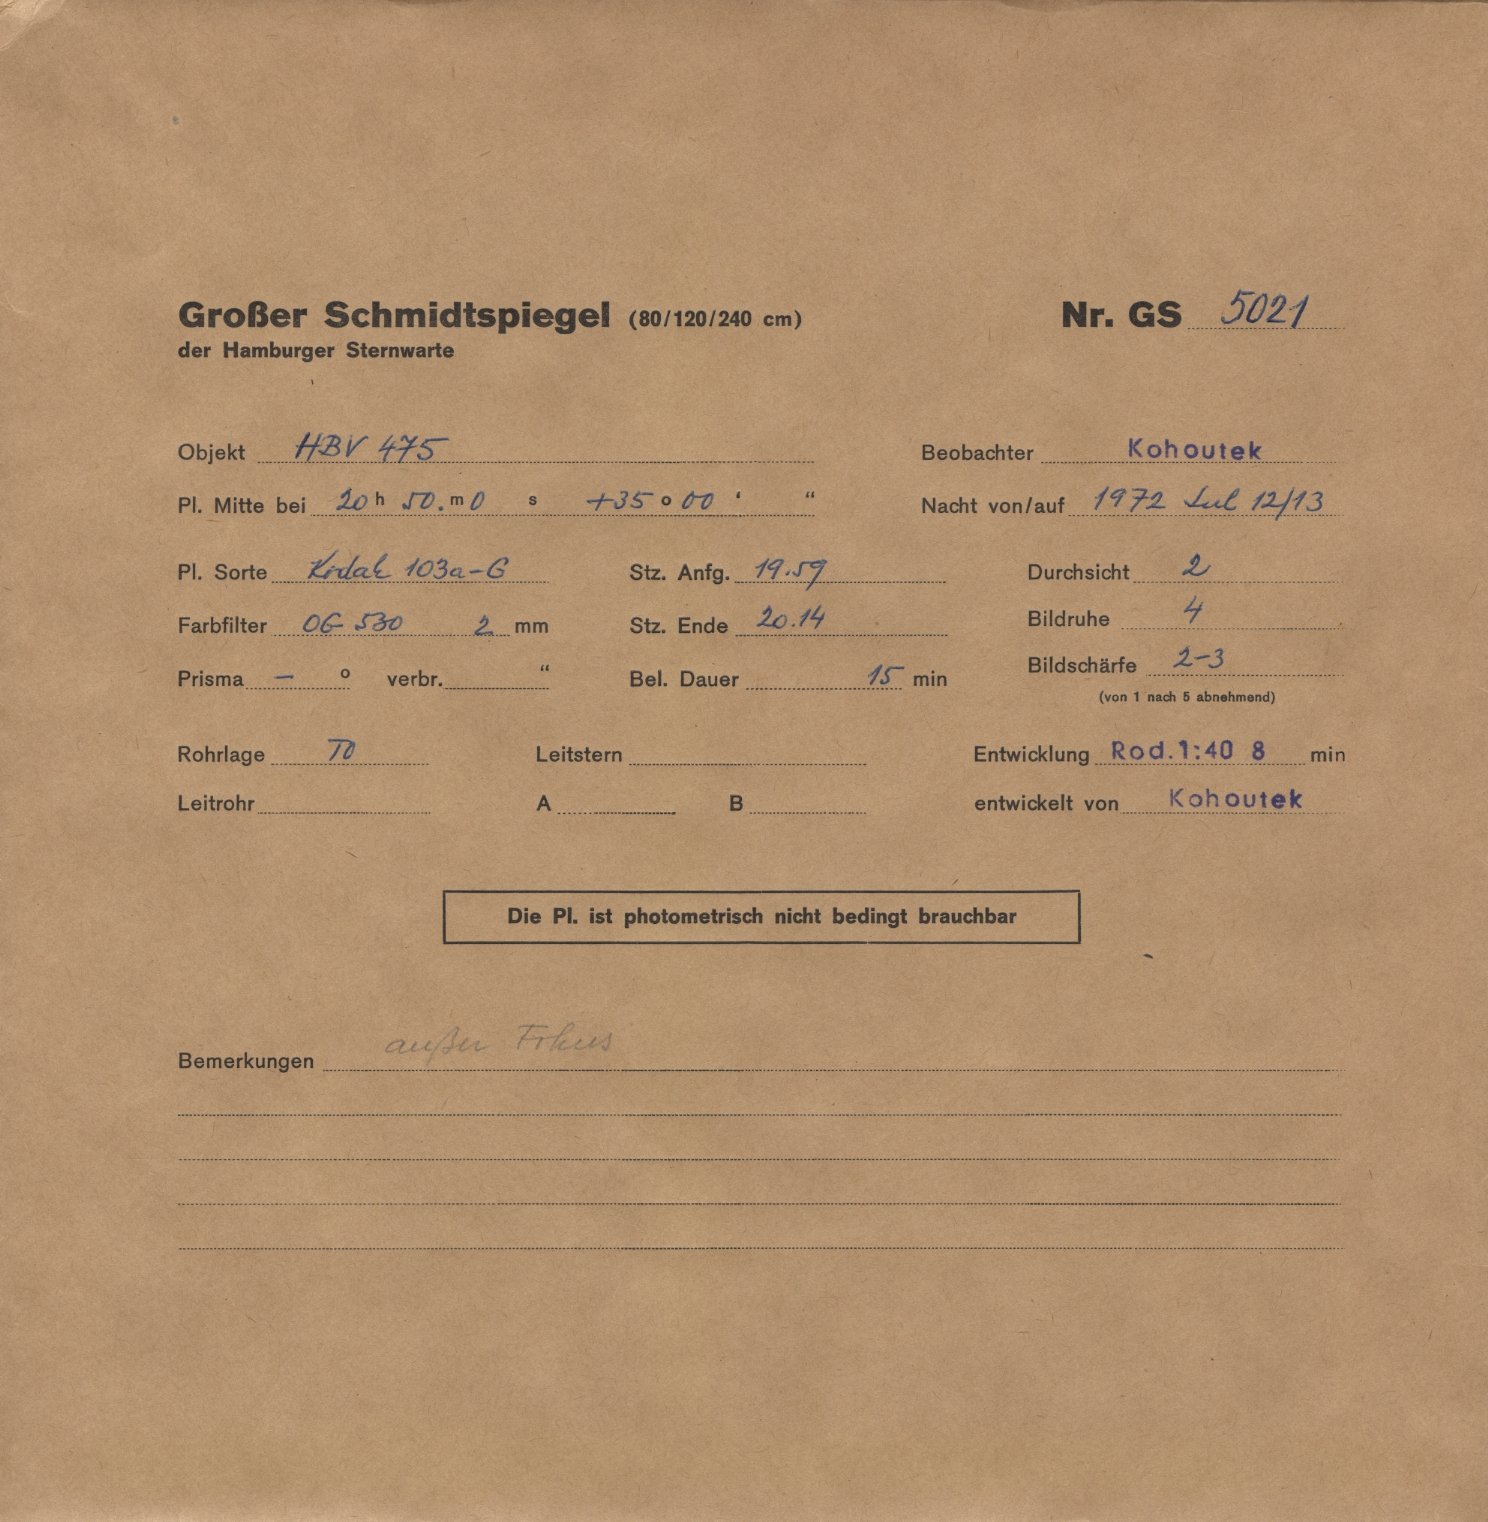 Großer Schmidtspiegel (80/120/240 cm) Nr. GS 5021
der Hamburger Sternwarte
Objekt HBV 475 Beobachter Kohoutek
Pl. Mitte bei 20 h 50. m 0 s +35 o 00 ‘ “ Nacht von/auf 1972 Jul 12/13
Pl. Sorte Kodak 103a-G Stz. Anfg. 19.59 Durchsicht 2
Farbfilter OG 530 2 mm Stz. Ende 20.14 Bildruhe 4
Prisma – o verbr. “ Bel. Dauer 15 min Bildschärfe 2-3
(von 1 nach 5 abnehmend)
Rohrlage TO Leitstern Entwicklung Rod.1:40 8 min
Leitrohr A B entwickelt von Kohoutek
Die Pl. ist photometrisch nicht bedingt brauchbar
Bemerkungen außer Fokus